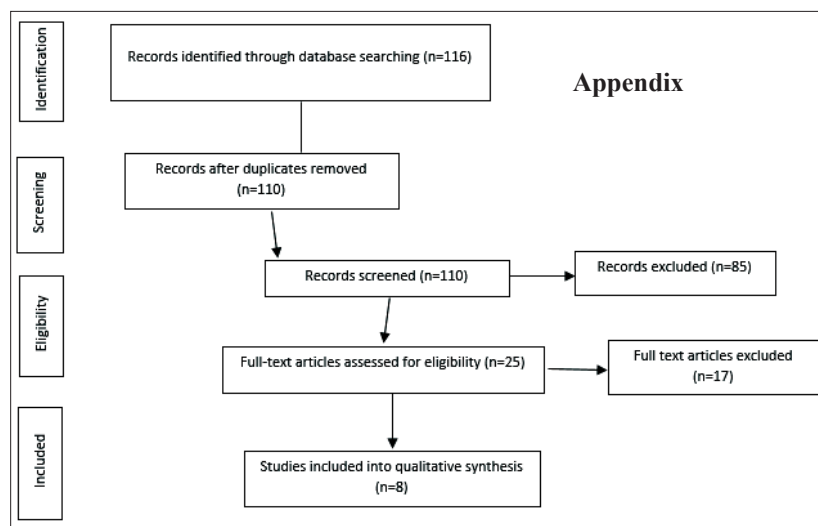 Identification
Records identified through database searching (n=116)
Appendix
Screening
Records after duplicates removed
(n=110)
Records screened (n=110)
Records excluded (n=85)
Eligibility
Full-text articles assessed for eligibility (n=25)
Full text articles excluded
(n=17)
Included
Studies included into qualitative synthesis
(n=8)